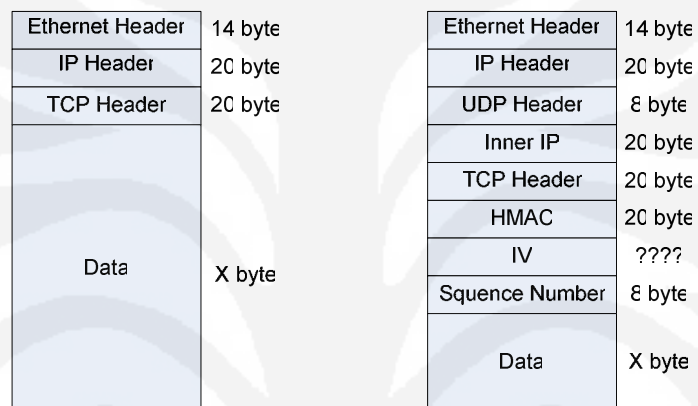 Ethernet Header 14 byte
IP Header 20 byte
TCP Header 20 byte
Data X byte
Ethernet Header 14 byte
IP Header 20 byte
UDP Header 8 byte
Inner IP 20 byte
TCP Header 20 byte
HMAC 20 byte
IV ????
Squence Number 8 byte
Data X byte